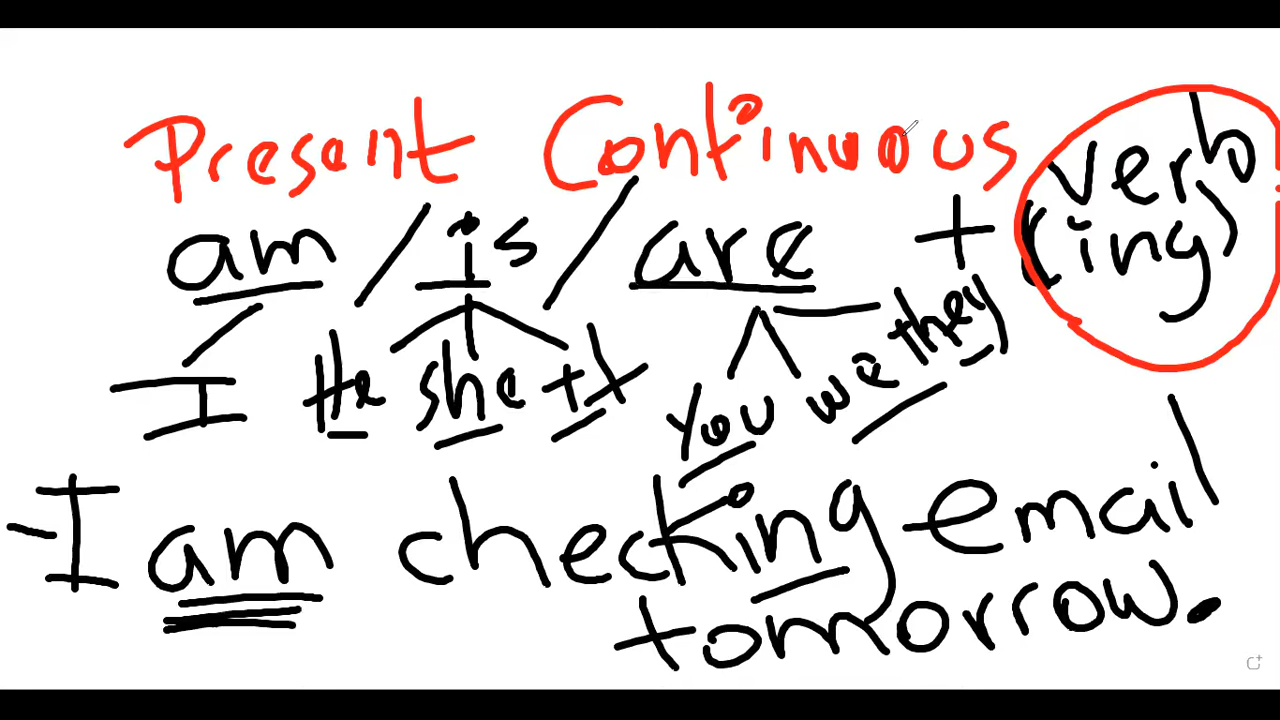 Present Continuous
am / is / are + verb
(ing)
I He she it you we they
-I am checking email
tomorrow.